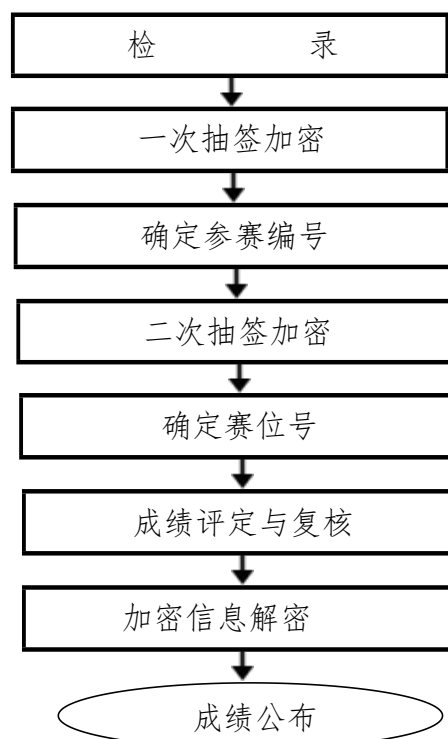 检 录
一次抽签加密
确定参赛编号
二次抽签加密
确定赛位号
成绩评定与复核
加密信息解密
成绩公布